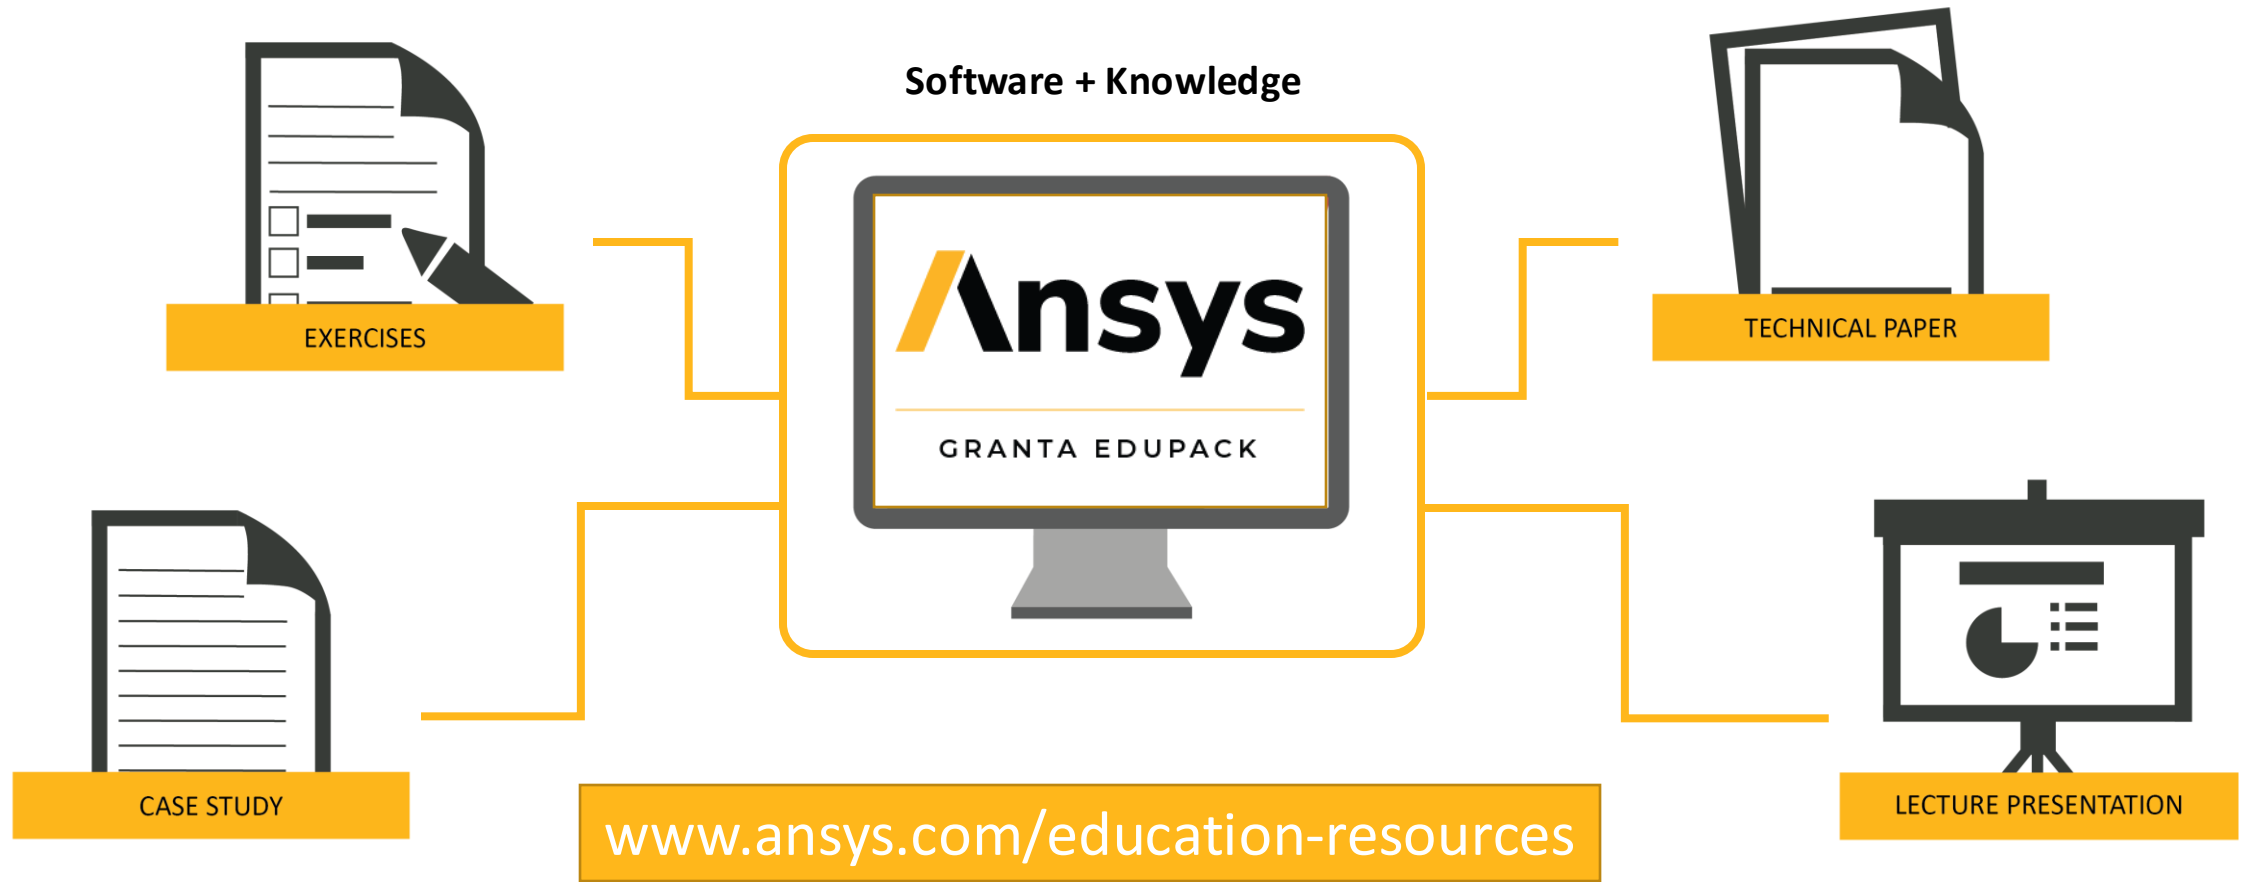 Software + Knowledge
EXERCISES
Ansys
GRANTA EDUPACK
TECHNICAL PAPER
CASE STUDY
www.ansys.com/education-resources
LECTURE PRESENTATION